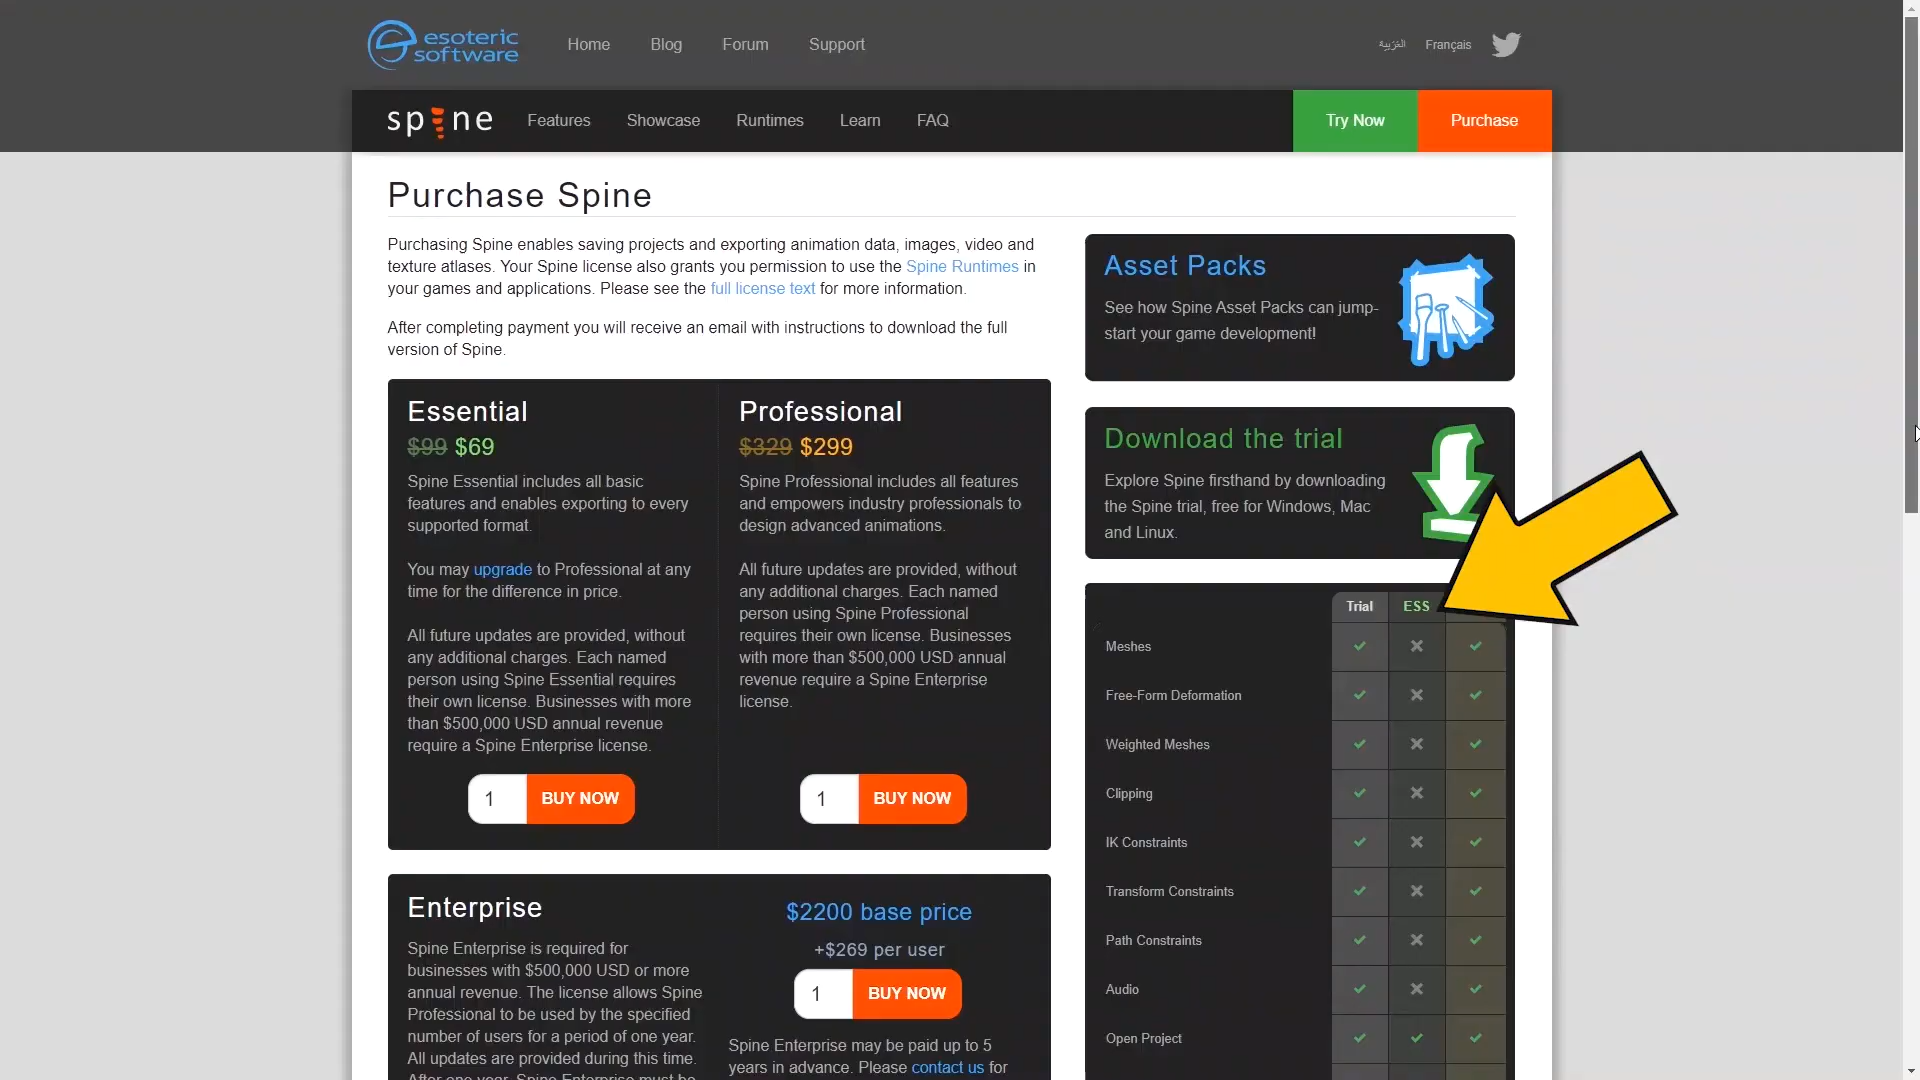 esoteric
software
Home
Blog
Forum
Support
العَرَبِية
Français
spine
Features
Showcase
Runtimes
Learn
FAQ
Try Now
Purchase
Purchase Spine
Purchasing Spine enables saving projects and exporting animation data, images, video and
texture atlases. Your Spine license also grants you permission to use the Spine Runtimes in
your games and applications. Please see the full license text for more information.
After completing payment you will receive an email with instructions to download the full
version of Spine.
Essential
$99 $69
Spine Essential includes all basic
features and enables exporting to every
supported format.
You may upgrade to Professional at any
time for the difference in price.
All future updates are provided, without
any additional charges. Each named
person using Spine Essential requires
their own license. Businesses with more
than $500,000 USD annual revenue
require a Spine Enterprise license.
1
BUY NOW
Professional
$329 $299
Spine Professional includes all features
and empowers industry professionals to
design advanced animations.
All future updates are provided, without
any additional charges. Each named
person using Spine Professional
requires their own license. Businesses
with more than $500,000 USD annual
revenue require a Spine Enterprise
license.
1
BUY NOW
Enterprise
Spine Enterprise is required for
businesses with $500,000 USD or more
annual revenue. The license allows Spine
Professional to be used by the specified
number of users for a period of one year.
All updates are provided during this time.
After one year, Spine Enterprise must be
$2200 base price
+$269 per user
1
BUY NOW
Spine Enterprise may be paid up to 5
years in advance. Please contact us for
Asset Packs
See how Spine Asset Packs can jump-
start your game development!
Download the trial
Explore Spine firsthand by downloading
the Spine trial, free for Windows, Mac
and Linux.
Trial
ESS
Meshes
Free-Form Deformation
Weighted Meshes
Clipping
IK Constraints
Transform Constraints
Path Constraints
Audio
Open Project